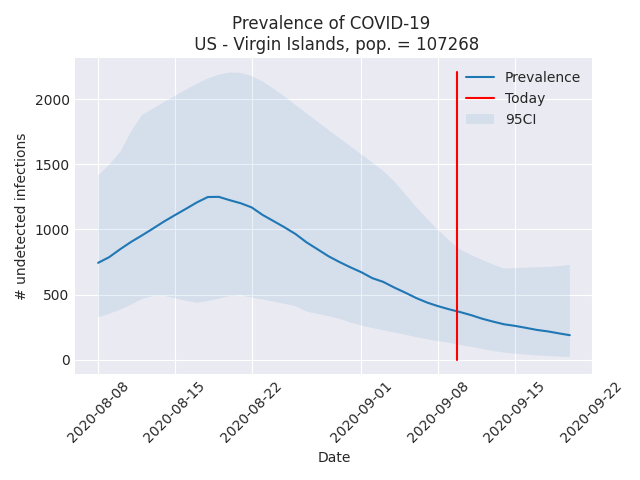 Prevalence of COVID-19
US - Virgin Islands, pop. = 107268
Prevalence
Today
95CI
2000
1500
1000
500
0
# undetected infections
2020-08-08
2020-08-15
2020-08-22
2020-09-01
2020-09-08
2020-09-15
2020-09-22
Date